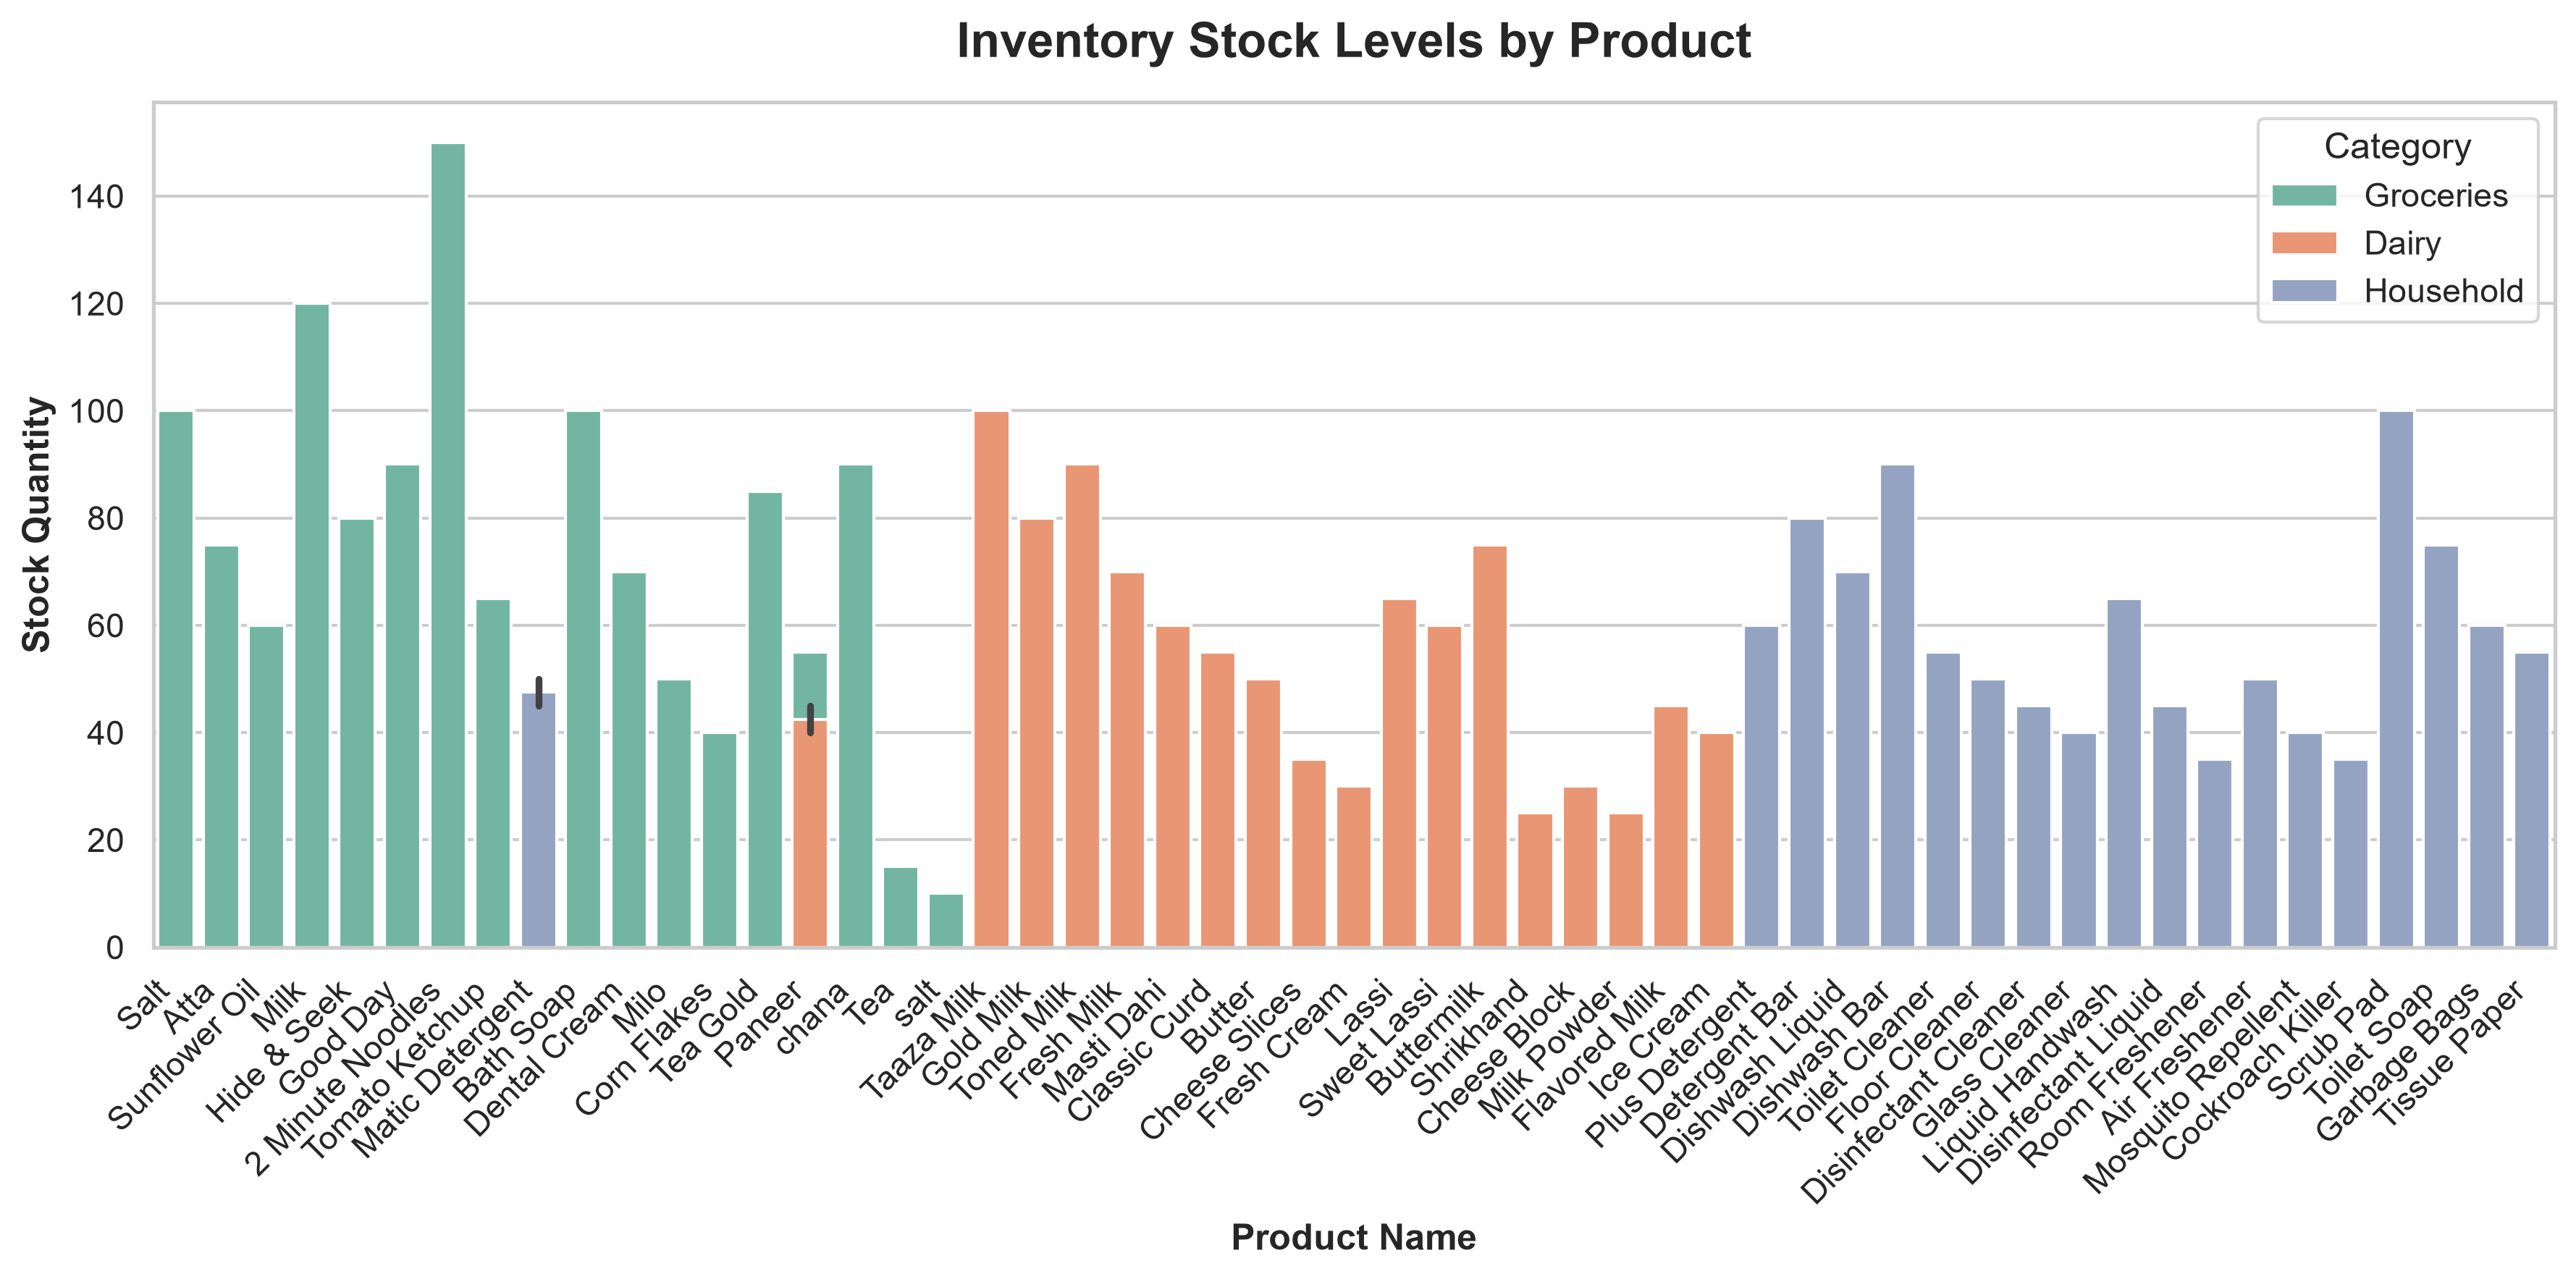 Inventory Stock Levels by Product
Stock Quantity
140
120
100
80
60
40
20
0
Category
Groceries
Dairy
Household
Salt
Atta
Sunflower Oil
Milk
Hide & Seek
Good Day
2 Minute Noodles
Tomato Ketchup
Matic Detergent
Bath Soap
Dental Cream
Milo
Corn Flakes
Tea Gold
Paneer
chana
Tea
salt
Taaza Milk
Gold Milk
Toned Milk
Fresh Milk
Masti Dahi
Classic Curd
Butter
Cheese Slices
Fresh Cream
Lassi
Sweet Lassi
Buttermilk
Shrikhand
Cheese Block
Milk Powder
Flavored Milk
Ice Cream
Plus Detergent
Detergent Bar
Dishwash Liquid
Dishwash Bar
Toilet Cleaner
Floor Cleaner
Disinfectant Cleaner
Glass Cleaner
Liquid Handwash
Disinfectant Liquid
Room Freshener
Air Freshener
Mosquito Repellent
Cockroach Killer
Scrub Pad
Toilet Soap
Garbage Bags
Tissue Paper
Product Name